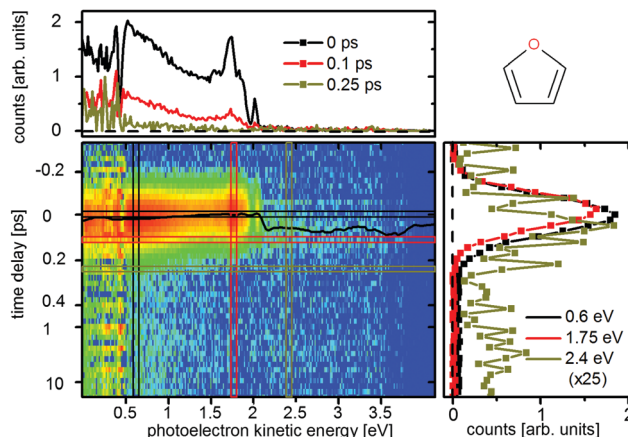 counts [arb. units]
2
1
0
0 ps
0.1 ps
0.25 ps
O
time delay [ps]
-0.2
0
0.2
0.4
1
10
0.5
1
1.5
2
2.5
3
3.5
4
photoelectron kinetic energy [eV]
0.6 eV
1.75 eV
2.4 eV
(x25)
0
1
2
counts [arb. units]